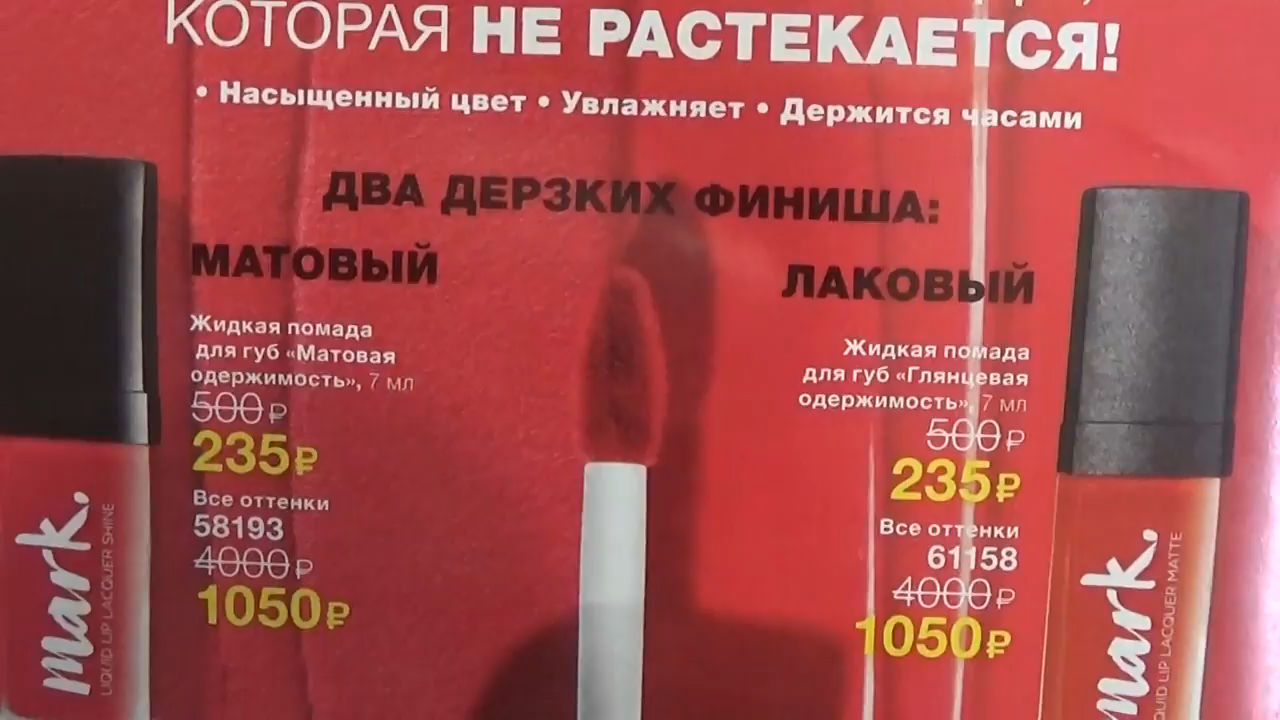 КОТОРАЯ НЕ РАСТЕКАЕТСЯ!
• Насыщенный цвет • Увлажняет • Держится часами
ДВА ДЕРЗКИХ ФИНИША:
МАТОВЫЙ
Жидкая помада
для губ «Матовая
одержимость», 7 мл
500 ₽
235 ₽
Все оттенки
58193
4000 ₽
1050 ₽
ЛАКОВЫЙ
Жидкая помада
для губ «Глянцевая
одержимость», 7 мл
500 ₽
235 ₽
Все оттенки
61158
4000 ₽
1050 ₽
mark.
LIQUID LIP LACQUER SHINE
mark.
LIP LACQUER MATTE